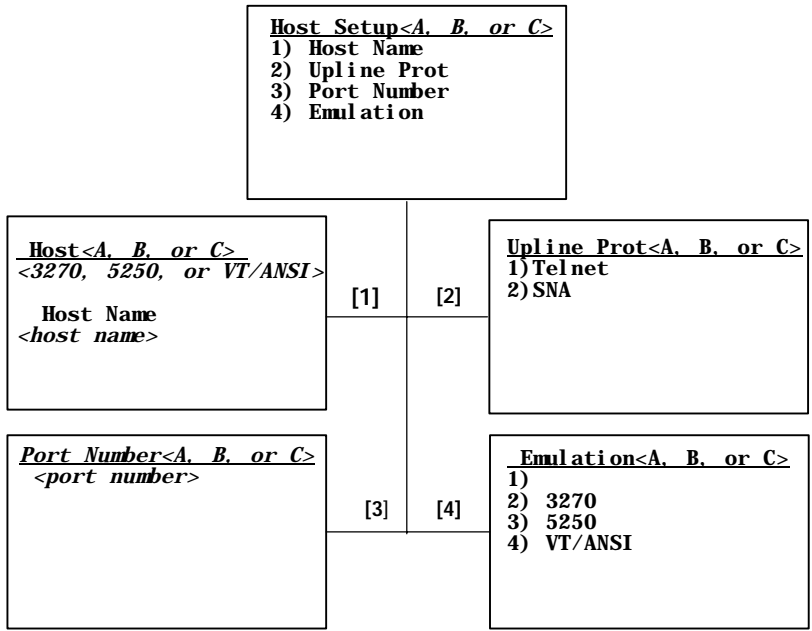 Host Setup<A, B, or C>
1) Host Name
2) Upline Prot
3) Port Number
4) Emulation
Host<A, B, or C>
<3270, 5250, or VT/ANSI>
Host Name
<host name>
[1]
[2]
Upline Prot<A, B, or C>
1)Telnet
2)SNA
Port Number<A, B, or C>
<port number>
[3]
[4]
Emulation<A, B, or C>
1)
2) 3270
3) 5250
4) VT/ANSI